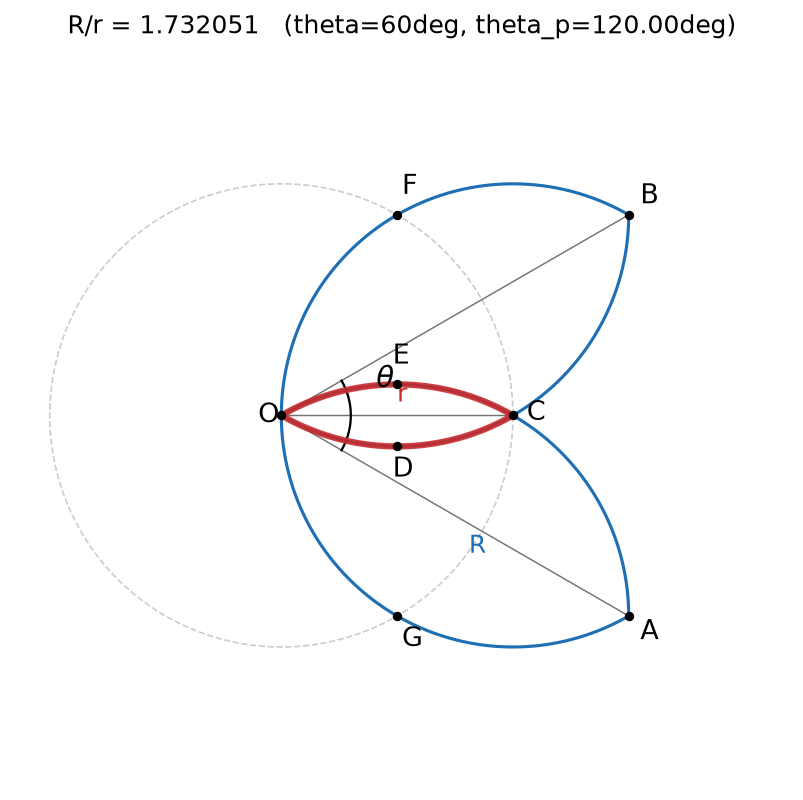 R/r = 1.732051   (theta=60deg, theta_p=120.00deg)
F
B
E
θ
r
O
C
D
R
G
A